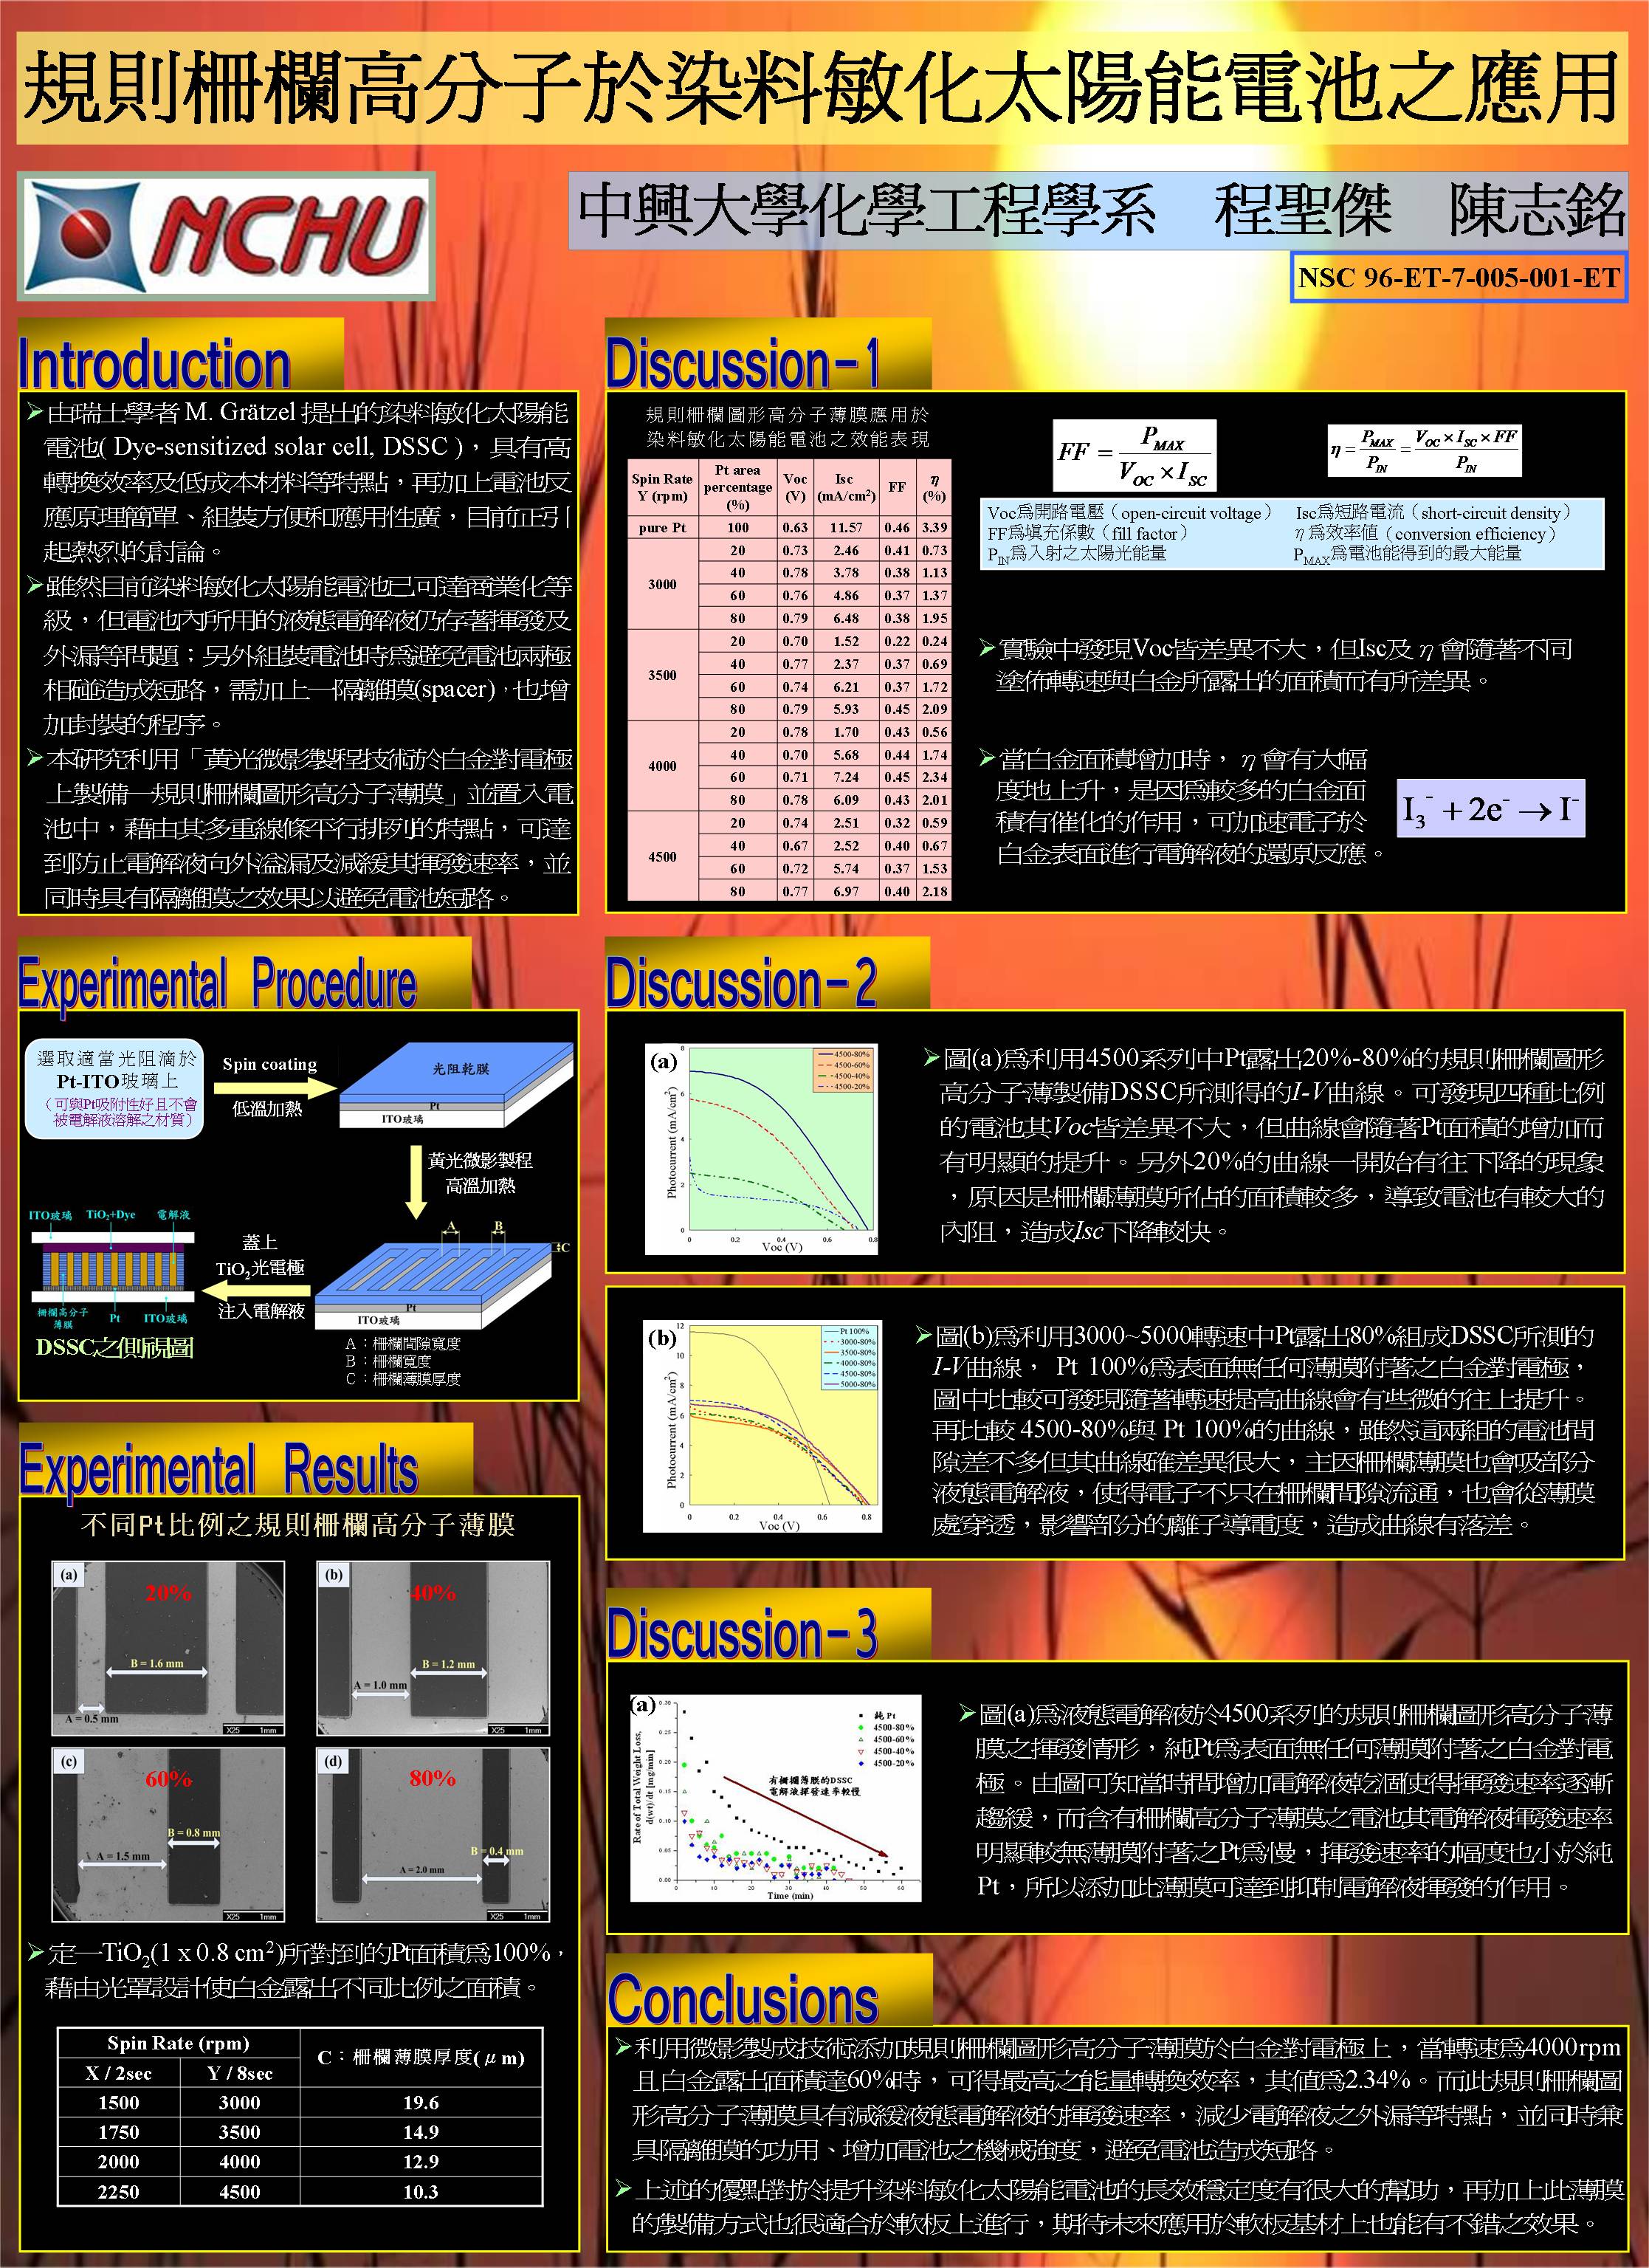 規則柵欄高分子於染料敏化太陽能電池之應用
NCHU
中興大學化學工程學系 程聖傑 陳志銘
NSC 96-ET-7-005-001-ET
Introduction
➢由瑞士學者 M. Grätzel 提出的染料敏化太陽能
電池( Dye-sensitized solar cell, DSSC )，具有高
轉換效率及低成本材料等特點，再加上電池反
應原理簡單、組裝方便和應用性廣，目前正引
起熱烈的討論。
➢雖然目前染料敏化太陽能電池已可達商業化等
級，但電池內所用的液態電解液仍存著揮發及
外漏等問題；另外組裝電池時為避免電池兩極
相碰造成短路，需加上一隔離膜(spacer)，也增
加封裝的程序。
➢本研究利用「黃光微影製程技術於白金對電極
上製備一規則柵欄圖形高分子薄膜」並置入電
池中，藉由其多重線條平行排列的特點，可達
到防止電解液向外溢漏及減緩其揮發速率，並
同時具有隔離膜之效果以避免電池短路。
Experimental Procedure
選取適當光阻滴於
Pt-ITO玻璃上
（可與Pt吸附性好且不會
被電解液溶解之材質）
Spin coating
低溫加熱
光阻乾膜
Pt
ITO玻璃
黃光微影製程
高溫加熱
A
B
C
Pt
ITO玻璃
A：柵欄間隙寬度
B：柵欄寬度
C：柵欄薄膜厚度
蓋上
TiO2光電極
注入電解液
ITO玻璃 TiO2+Dye 電解液
柵欄高分子
薄膜
Pt ITO玻璃
DSSC之側視圖
Experimental Results
不同Pt比例之規則柵欄高分子薄膜
(a) 20% B = 1.6 mm A = 0.5 mm X25 1mm
(b) 40% B = 1.2 mm A = 1.0 mm X25 1mm
(c) 60% B = 0.8 mm A = 1.5 mm X25 1mm
(d) 80% B = 0.4 mm A = 2.0 mm X25 1mm
➢定一TiO2(1 x 0.8 cm2)所對到的Pt面積為100%，
藉由光罩設計使白金露出不同比例之面積。
Spin Rate (rpm) C：柵欄薄膜厚度(μm)
X / 2sec Y / 8sec
1500 3000 19.6
1750 3500 14.9
2000 4000 12.9
2250 4500 10.3
Discussion-1
規則柵欄圖形高分子薄膜應用於
染料敏化太陽能電池之效能表現
Spin Rate Y (rpm) Pt area percentage (%) Voc (V) Isc (mA/cm2) FF η (%)
pure Pt 100 0.63 11.57 0.46 3.39
3000 20 0.73 2.46 0.41 0.73
40 0.78 3.78 0.38 1.13
60 0.76 4.86 0.37 1.37
80 0.79 6.48 0.38 1.95
3500 20 0.70 1.52 0.22 0.24
40 0.77 2.37 0.37 0.69
60 0.74 6.21 0.37 1.72
80 0.79 5.93 0.45 2.09
4000 20 0.78 1.70 0.43 0.56
40 0.70 5.68 0.44 1.74
60 0.71 7.24 0.45 2.34
80 0.78 6.09 0.43 2.01
4500 20 0.74 2.51 0.32 0.59
40 0.67 2.52 0.40 0.67
60 0.72 5.74 0.37 1.53
80 0.77 6.97 0.40 2.18
FF = PMAX / VOC × ISC
η = PMAX / PIN = VOC × ISC × FF / PIN
Voc為開路電壓（open-circuit voltage） Isc為短路電流（short-circuit density）
FF為填充係數（fill factor） η為效率值（conversion efficiency）
PIN為入射之太陽光能量 PMAX為電池能得到的最大能量
➢實驗中發現Voc皆差異不大，但Isc及 η 會隨著不同
塗佈轉速與白金所露出的面積而有所差異。
➢當白金面積增加時， η 會有大幅
度地上升，是因為較多的白金面
積有催化的作用，可加速電子於
白金表面進行電解液的還原反應。
I3- + 2e- → I-
Discussion-2
(a)
4500-80%
4500-60%
4500-40%
4500-20%
Photocurrent (mA/cm2)
8
6
4
2
0
0 0.2 0.4 0.6 0.8
Voc (V)
➢圖(a)為利用4500系列中Pt露出20%-80%的規則柵欄圖形
高分子薄製備DSSC所測得的I-V曲線。可發現四種比例
的電池其Voc皆差異不大，但曲線會隨著Pt面積的增加而
有明顯的提升。另外20%的曲線一開始有往下降的現象
，原因是柵欄薄膜所佔的面積較多，導致電池有較大的
內阻，造成Isc下降較快。
(b)
Pt 100%
3000-80%
3500-80%
4000-80%
4500-80%
5000-80%
Photocurrent (mA/cm2)
12
10
8
6
4
2
0
0 0.2 0.4 0.6 0.8
Voc (V)
➢圖(b)為利用3000~5000轉速中Pt露出80%組成DSSC所測的
I-V曲線， Pt 100%為表面無任何薄膜附著之白金對電極，
圖中比較可發現隨著轉速提高曲線會有些微的往上提升。
再比較 4500-80%與 Pt 100%的曲線，雖然這兩組的電池間
隙差不多但其曲線確差異很大，主因柵欄薄膜也會吸部分
液態電解液，使得電子不只在柵欄間隙流通，也會從薄膜
處穿透，影響部分的離子導電度，造成曲線有落差。
Discussion-3
(a)
純 Pt
4500-80%
4500-60%
4500-40%
4500-20%
有柵欄薄膜的DSSC
電解液揮發速率較慢
Rate of Total Weight Loss,
d(wt)/dt [mg/min]
0.30
0.25
0.20
0.15
0.10
0.05
0.00
0 10 20 30 40 50 60
Time (min)
➢圖(a)為液態電解液於4500系列的規則柵欄圖形高分子薄
膜之揮發情形，純Pt為表面無任何薄膜附著之白金對電
極。由圖可知當時間增加電解液乾涸使得揮發速率逐漸
趨緩，而含有柵欄高分子薄膜之電池其電解液揮發速率
明顯較無薄膜附著之Pt為慢，揮發速率的幅度也小於純
Pt，所以添加此薄膜可達到抑制電解液揮發的作用。
Conclusions
➢利用微影製成技術添加規則柵欄圖形高分子薄膜於白金對電極上，當轉速為4000rpm
且白金露出面積達60%時，可得最高之能量轉換效率，其值為2.34%。而此規則柵欄圖
形高分子薄膜具有減緩液態電解液的揮發速率，減少電解液之外漏等特點，並同時兼
具隔離膜的功用、增加電池之機械強度，避免電池造成短路。
➢上述的優點對於提升染料敏化太陽能電池的長效穩定度有很大的幫助，再加上此薄膜
的製備方式也很適合於軟板上進行，期待未來應用於軟板基材上也能有不錯之效果。